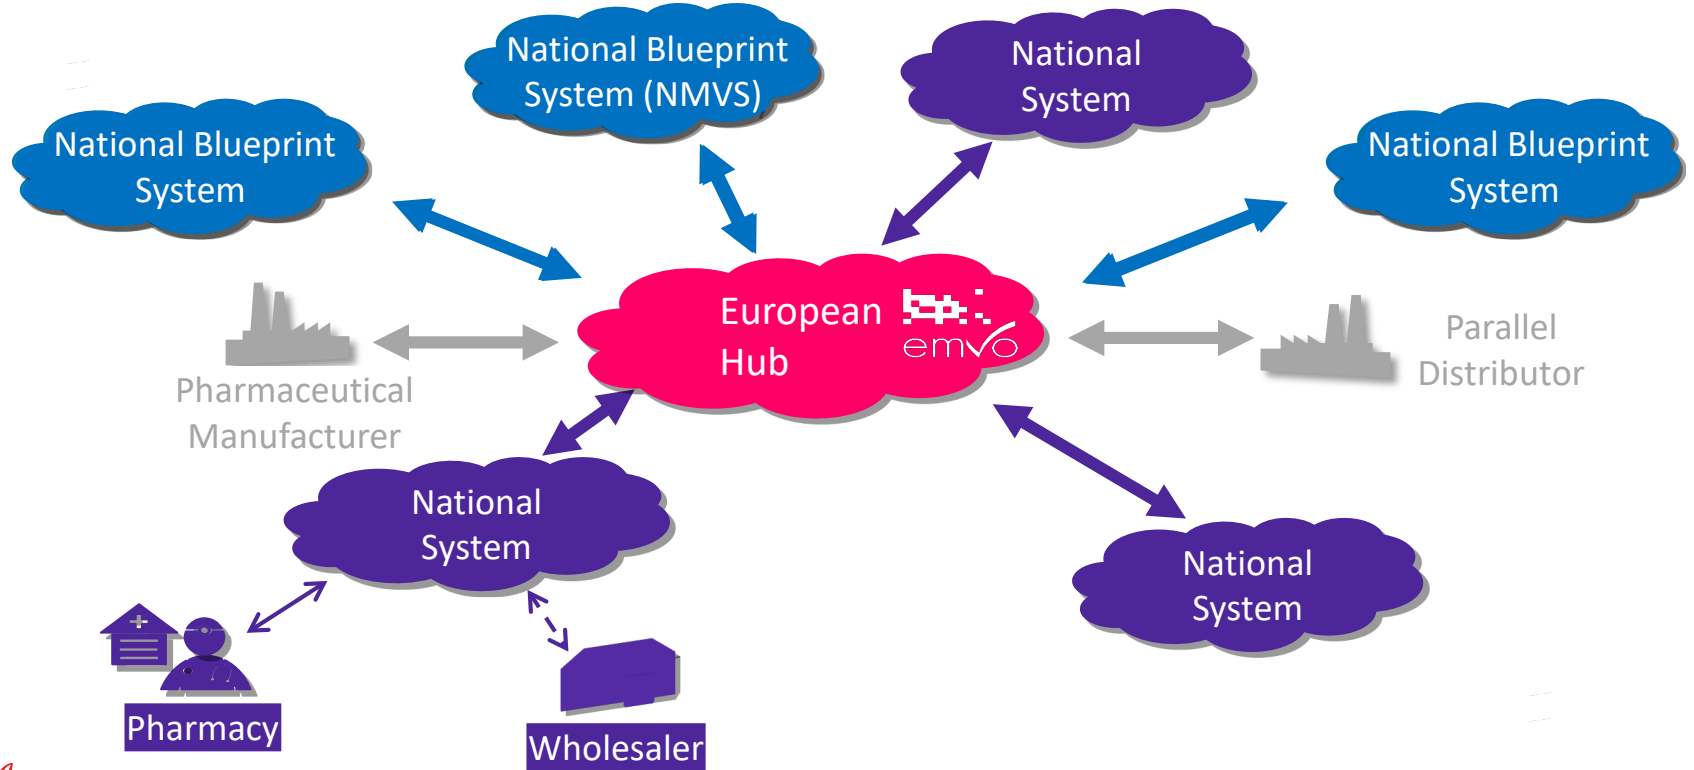 National Blueprint
System (NMVS)
National
System
National Blueprint
System
National Blueprint
System
European
Hub
emvo
Parallel
Distributor
Pharmaceutical
Manufacturer
National
System
National
System
Pharmacy
Wholesaler